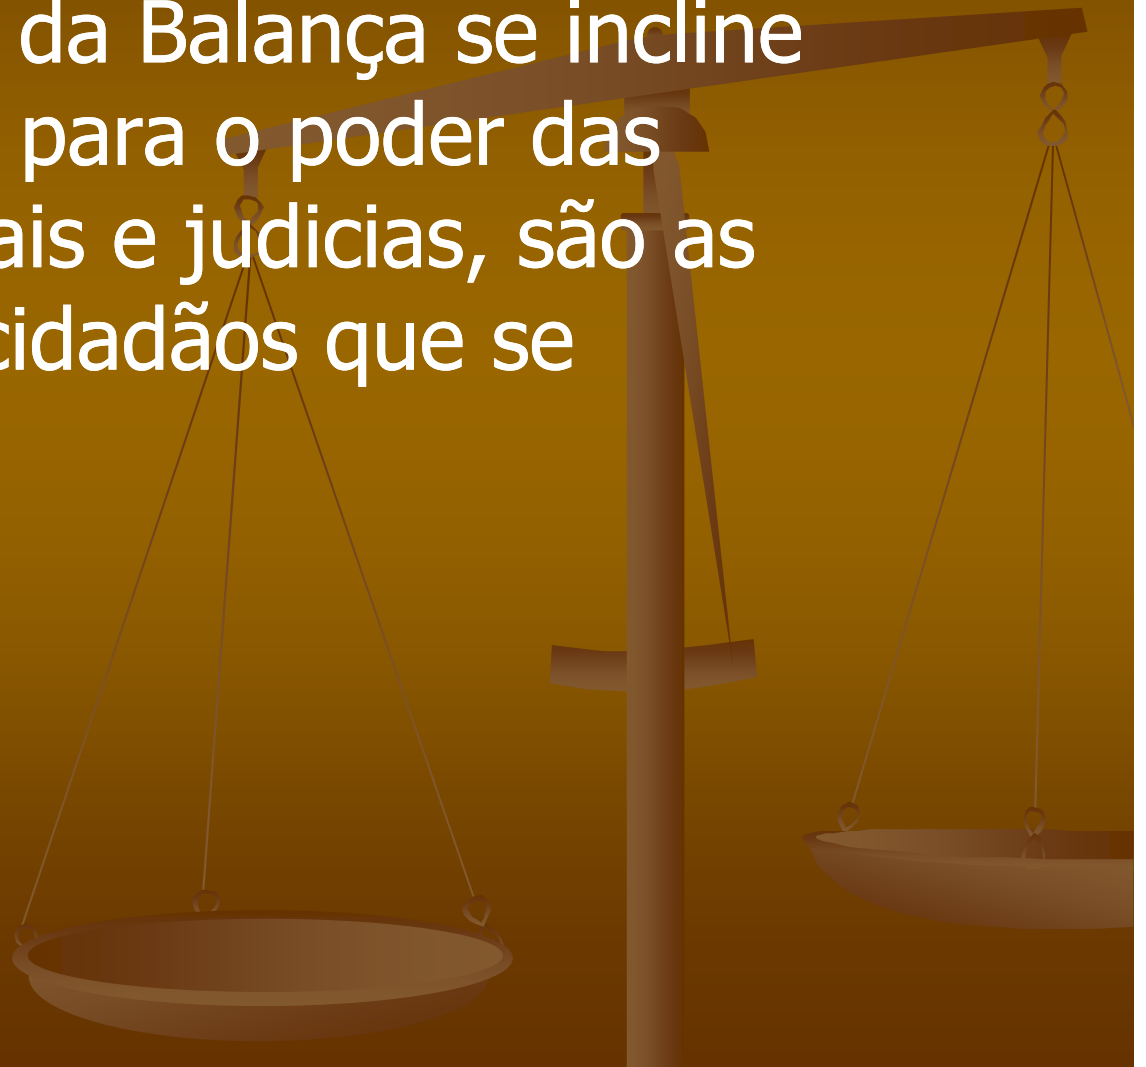 da Balança se incline
para o poder das
ais e judicias, são as
cidadãos que se